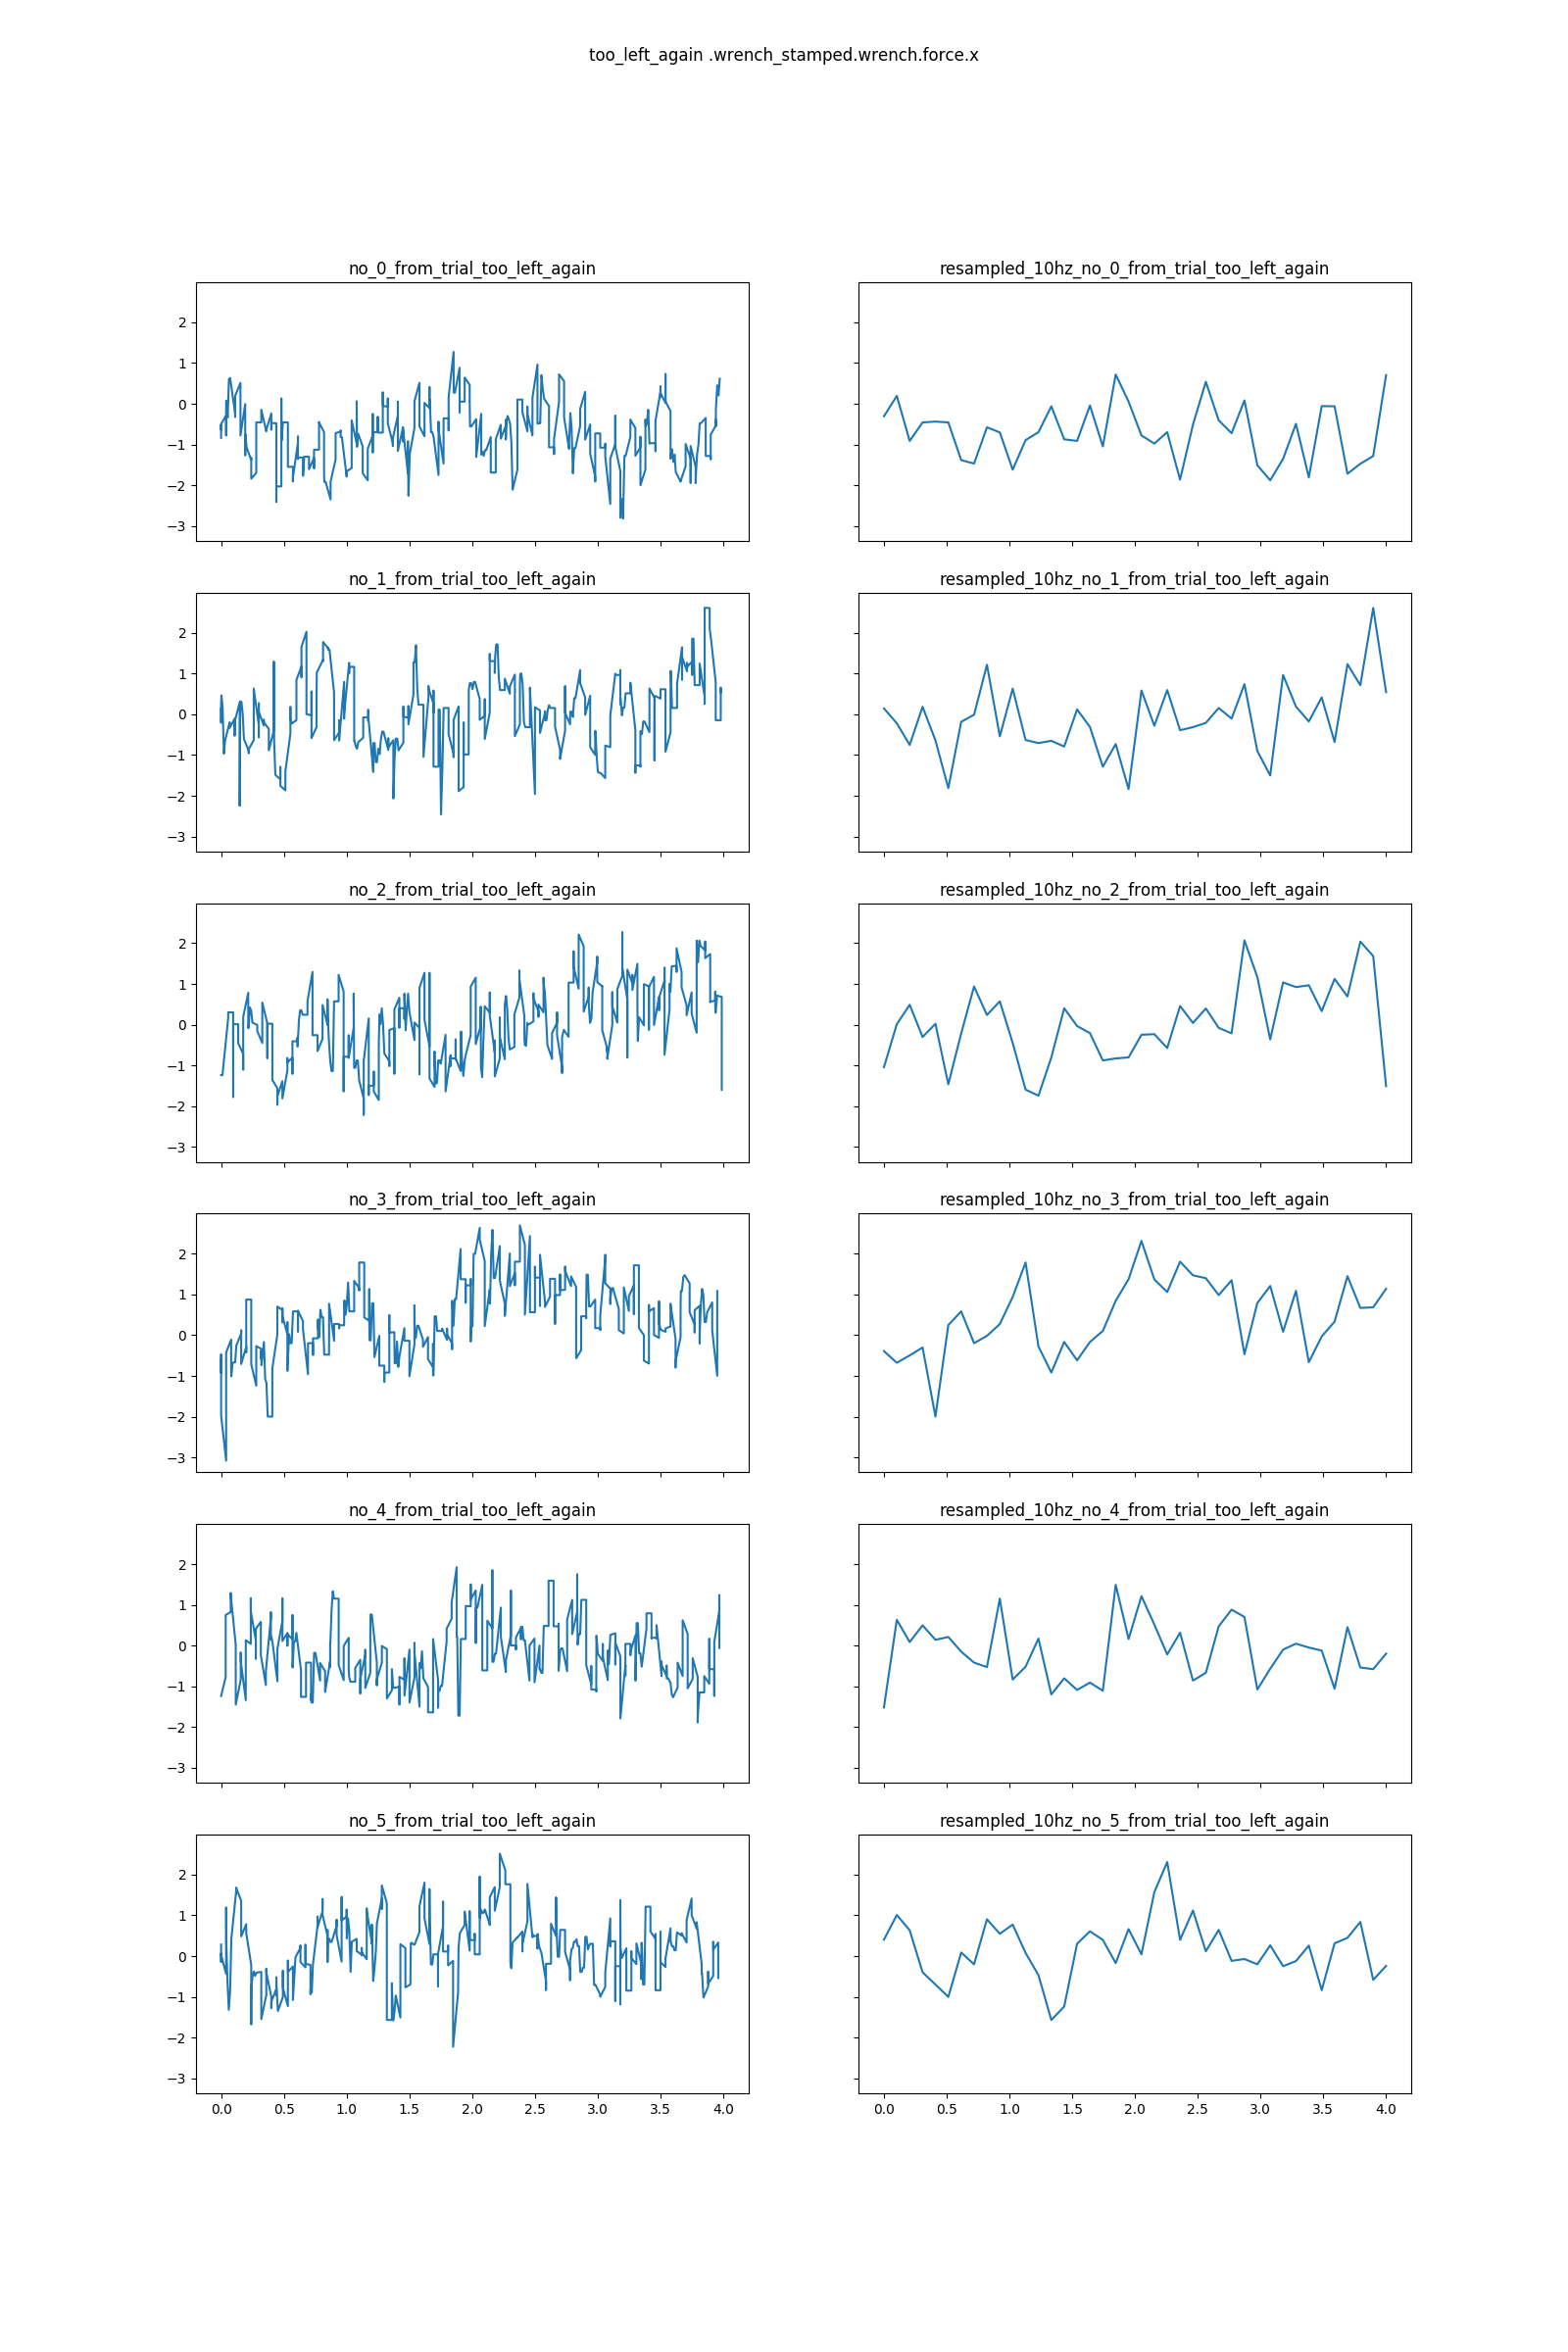 too_left_again .wrench_stamped.wrench.force.x
no_0_from_trial_too_left_again
resampled_10hz_no_0_from_trial_too_left_again
2
1
0
−1
−2
−3
no_1_from_trial_too_left_again
resampled_10hz_no_1_from_trial_too_left_again
2
1
0
−1
−2
−3
no_2_from_trial_too_left_again
resampled_10hz_no_2_from_trial_too_left_again
2
1
0
−1
−2
−3
no_3_from_trial_too_left_again
resampled_10hz_no_3_from_trial_too_left_again
2
1
0
−1
−2
−3
no_4_from_trial_too_left_again
resampled_10hz_no_4_from_trial_too_left_again
2
1
0
−1
−2
−3
no_5_from_trial_too_left_again
resampled_10hz_no_5_from_trial_too_left_again
2
1
0
−1
−2
−3
0.0 0.5 1.0 1.5 2.0 2.5 3.0 3.5 4.0
0.0 0.5 1.0 1.5 2.0 2.5 3.0 3.5 4.0